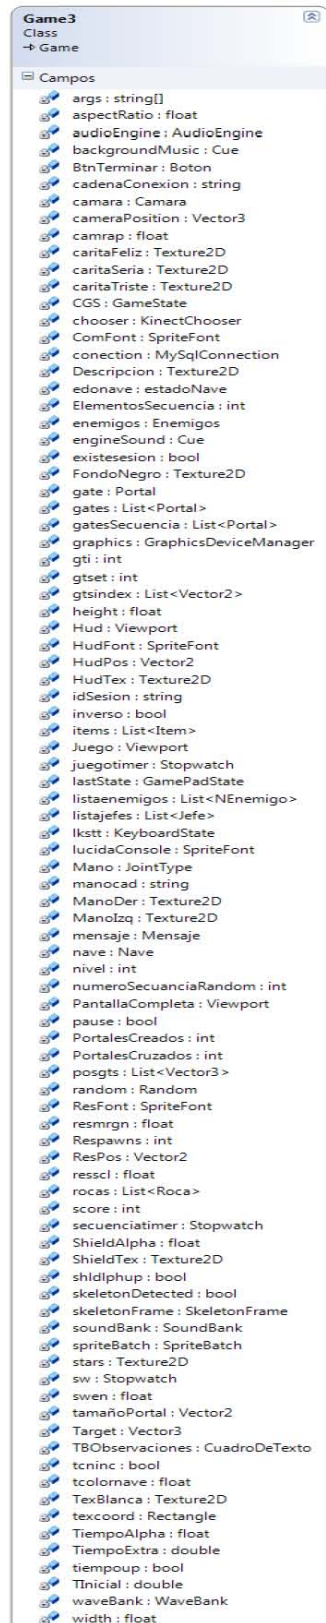 Game3
Class
Game
Campos
args : string[]
aspectRatio : float
audioEngine : AudioEngine
backgroundMusic : Cue
BtnTerminar : Boton
cadenaConexion : string
camara : Camara
cameraPosition : Vector3
camrap : float
caritaFeliz : Texture2D
caritaSeria : Texture2D
caritaTriste : Texture2D
CGS : GameState
chooser : KinectChooser
ComFont : SpriteFont
conection : MySqlConnection
Descripcion : Texture2D
edonave : estadoNave
ElementosSecuencia : int
enemigos : Enemigos
engineSound : Cue
existesesion : bool
FondoNegro : Texture2D
gate : Portal
gates : List<Portal>
gatesSecuencia : List<Portal>
graphics : GraphicsDeviceManager
gti : int
gtset : int
gtsindex : List<Vector2>
height : float
Hud : Viewport
HudFont : SpriteFont
HudPos : Vector2
HudTex : Texture2D
idSesion : string
inverso : bool
items : List<Item>
Juego : Viewport
juegotimer : Stopwatch
lastState : GamePadState
listaenemigos : List<NEnemigo>
listajefes : List<Jefe>
lkstt : KeyboardState
lucidaConsole : SpriteFont
Mano : JointType
manocad : string
ManoDer : Texture2D
ManoIzq : Texture2D
mensaje : Mensaje
nave : Nave
nivel : int
numeroSecuanciaRandom : int
PantallaCompleta : Viewport
pause : bool
PortalesCreados : int
PortalesCruzados : int
posgts : List<Vector3>
random : Random
ResFont : SpriteFont
resmrgn : float
Respawns : int
ResPos : Vector2
resscl : float
rocas : List<Roca>
score : int
secuenciatimer : Stopwatch
ShieldAlpha : float
ShieldTex : Texture2D
shldlphup : bool
skeletonDetected : bool
skeletonFrame : SkeletonFrame
soundBank : SoundBank
spriteBatch : SpriteBatch
stars : Texture2D
sw : Stopwatch
swen : float
tamañoPortal : Vector2
Target : Vector3
TBObservaciones : CuadroDeTexto
tcninc : bool
tcolornave : float
TexBlanca : Texture2D
texcoord : Rectangle
TiempoAlpha : float
TiempoExtra : double
tiempoup : bool
TInicial : double
waveBank : WaveBank
width : float